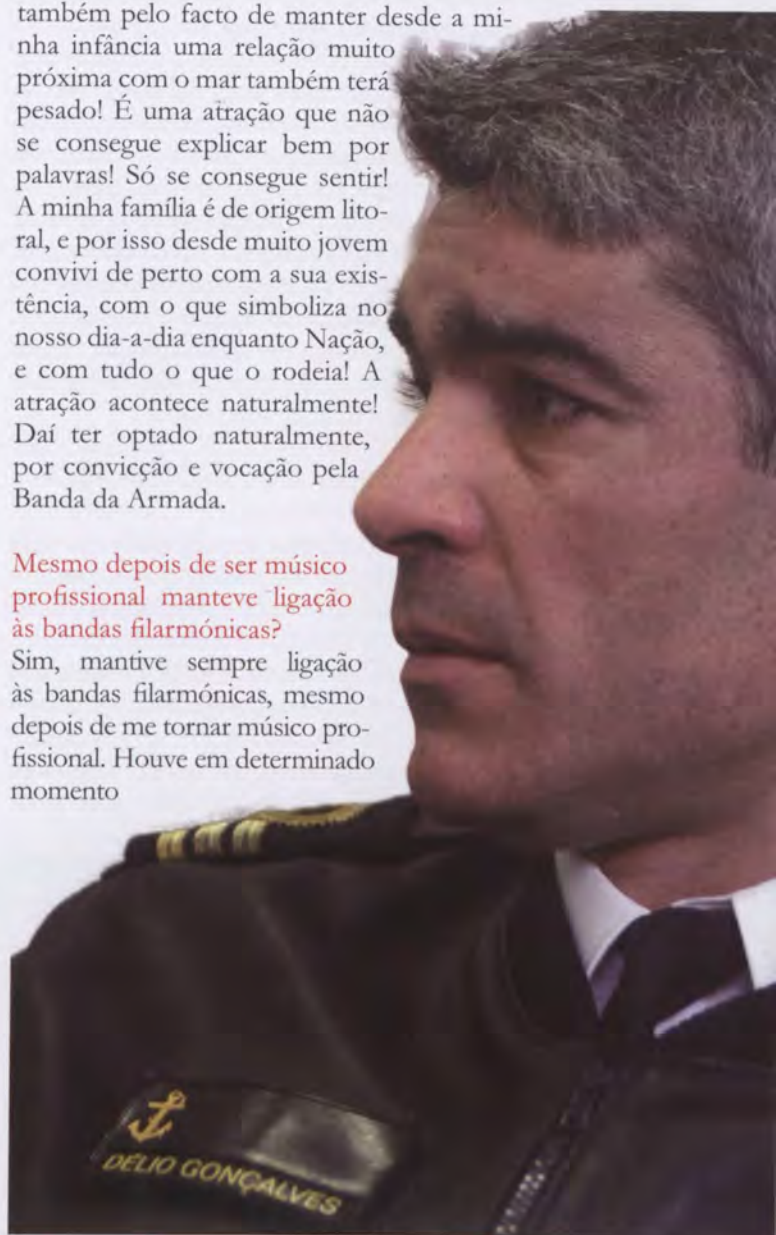 também pelo facto de manter desde a mi-
nha infância uma relação muito
próxima com o mar também terá
pesado! É uma atração que não
se consegue explicar bem por
palavras! Só se consegue sentir!
A minha família é de origem lito-
ral, e por isso desde muito jovem
convivi de perto com a sua exis-
tência, com o que simboliza no
nosso dia-a-dia enquanto Nação,
e com tudo o que o rodeia! A
atração acontece naturalmente!
Daí ter optado naturalmente,
por convicção e vocação pela
Banda da Armada.
Mesmo depois de ser músico
profissional manteve ligação
às bandas filarmónicas?
Sim, mantive sempre ligação
às bandas filarmónicas, mesmo
depois de me tornar músico pro-
fissional. Houve em determinado
momento
DÉLIO GONÇALVES